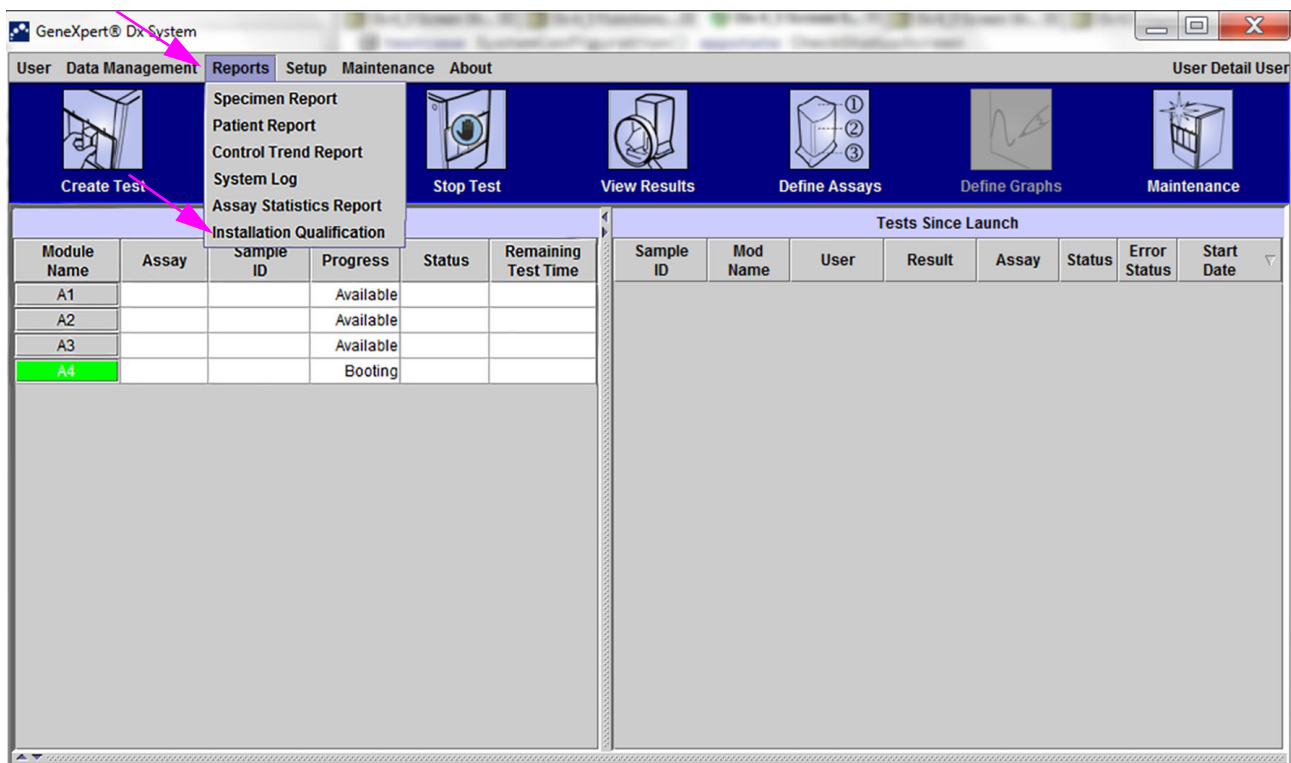 GeneXpert® Dx System
User Data Management Reports Setup Maintenance About User Detail User
Specimen Report
Patient Report
Control Trend Report
System Log
Assay Statistics Report
Installation Qualification
Create Test Stop Test View Results Define Assays Define Graphs Maintenance
1
2
3
Tests Since Launch
Module Name Assay Sample ID Progress Status Remaining Test Time
A1 Available
A2 Available
A3 Available
A4 Booting
Sample ID Mod Name User Result Assay Status Error Status Start Date